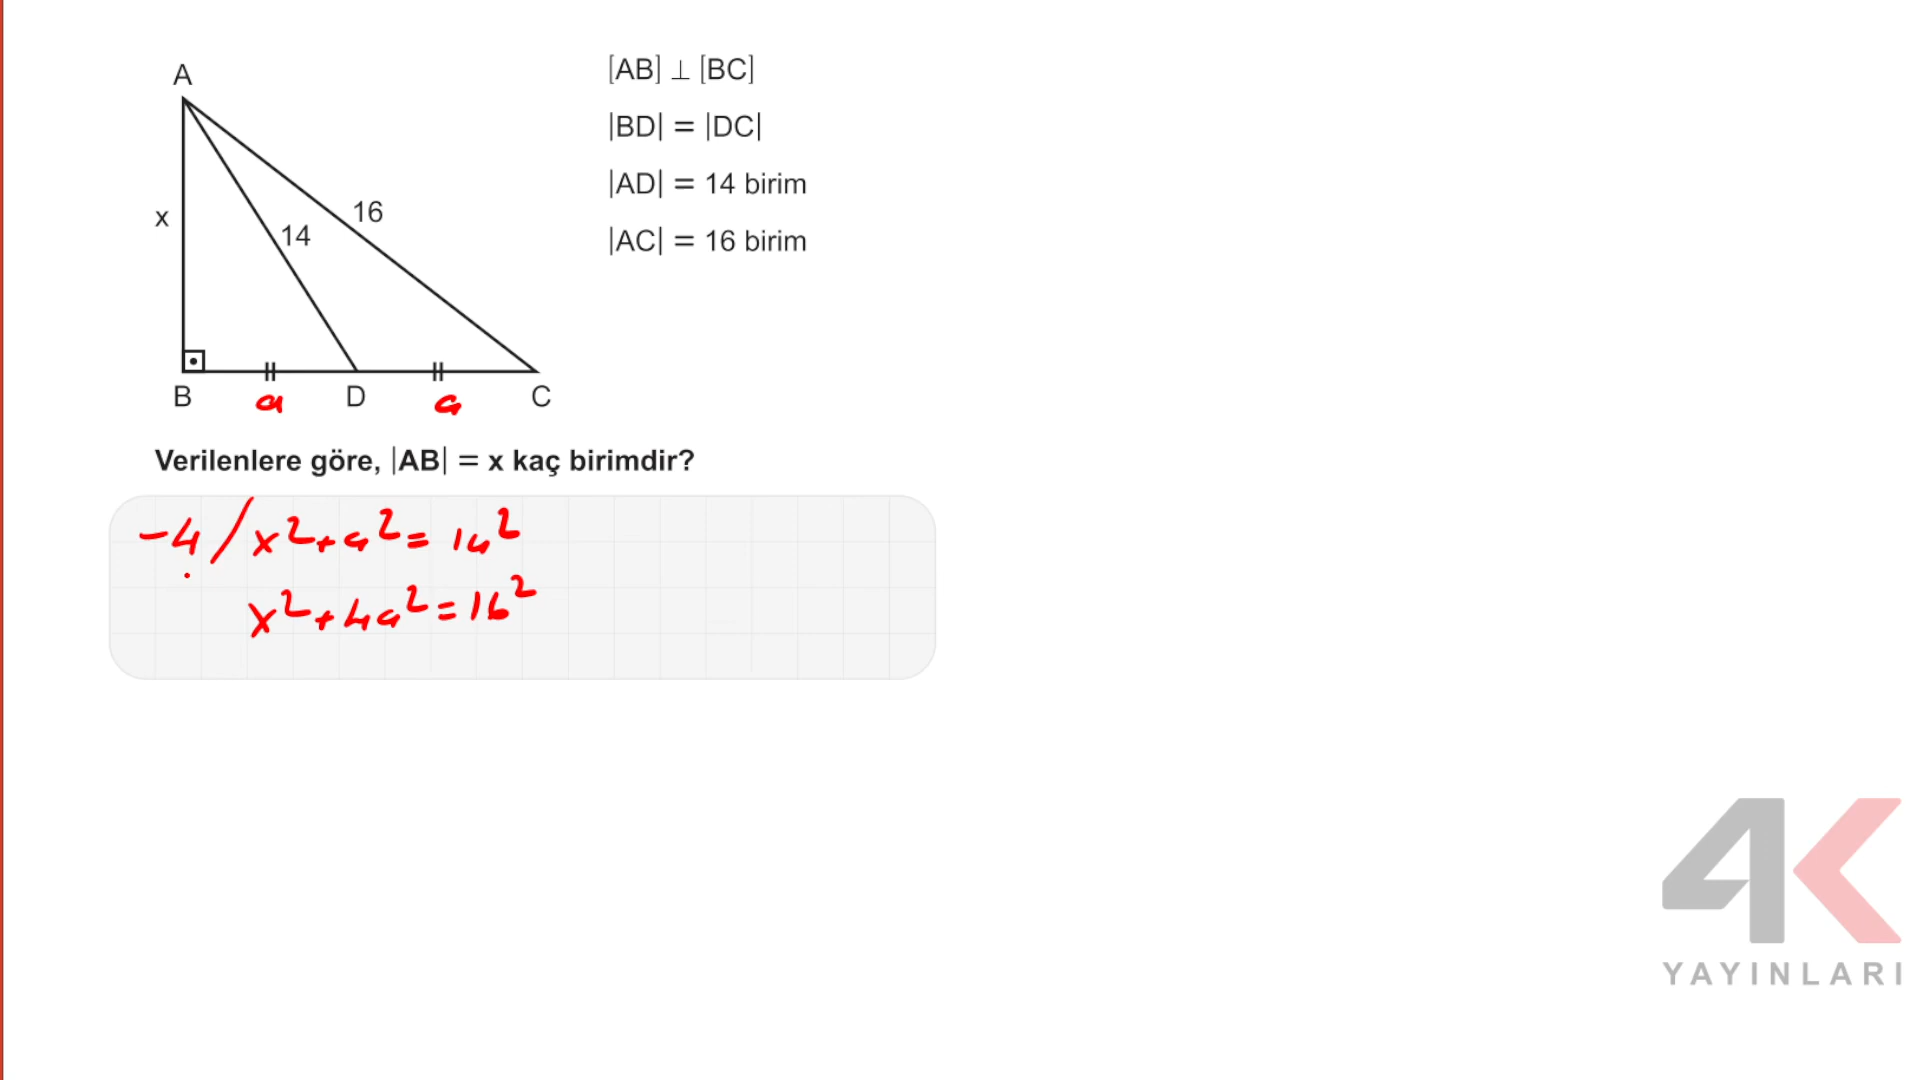 A
x
14
16
B
D
C
a
a
[AB] ⊥ [BC]
|BD| = |DC|
|AD| = 14 birim
|AC| = 16 birim
Verilenlere göre, |AB| = x kaç birimdir?
-4 / x²+a² = 14²
x²+4a² = 16²
4K
YAYINLARI